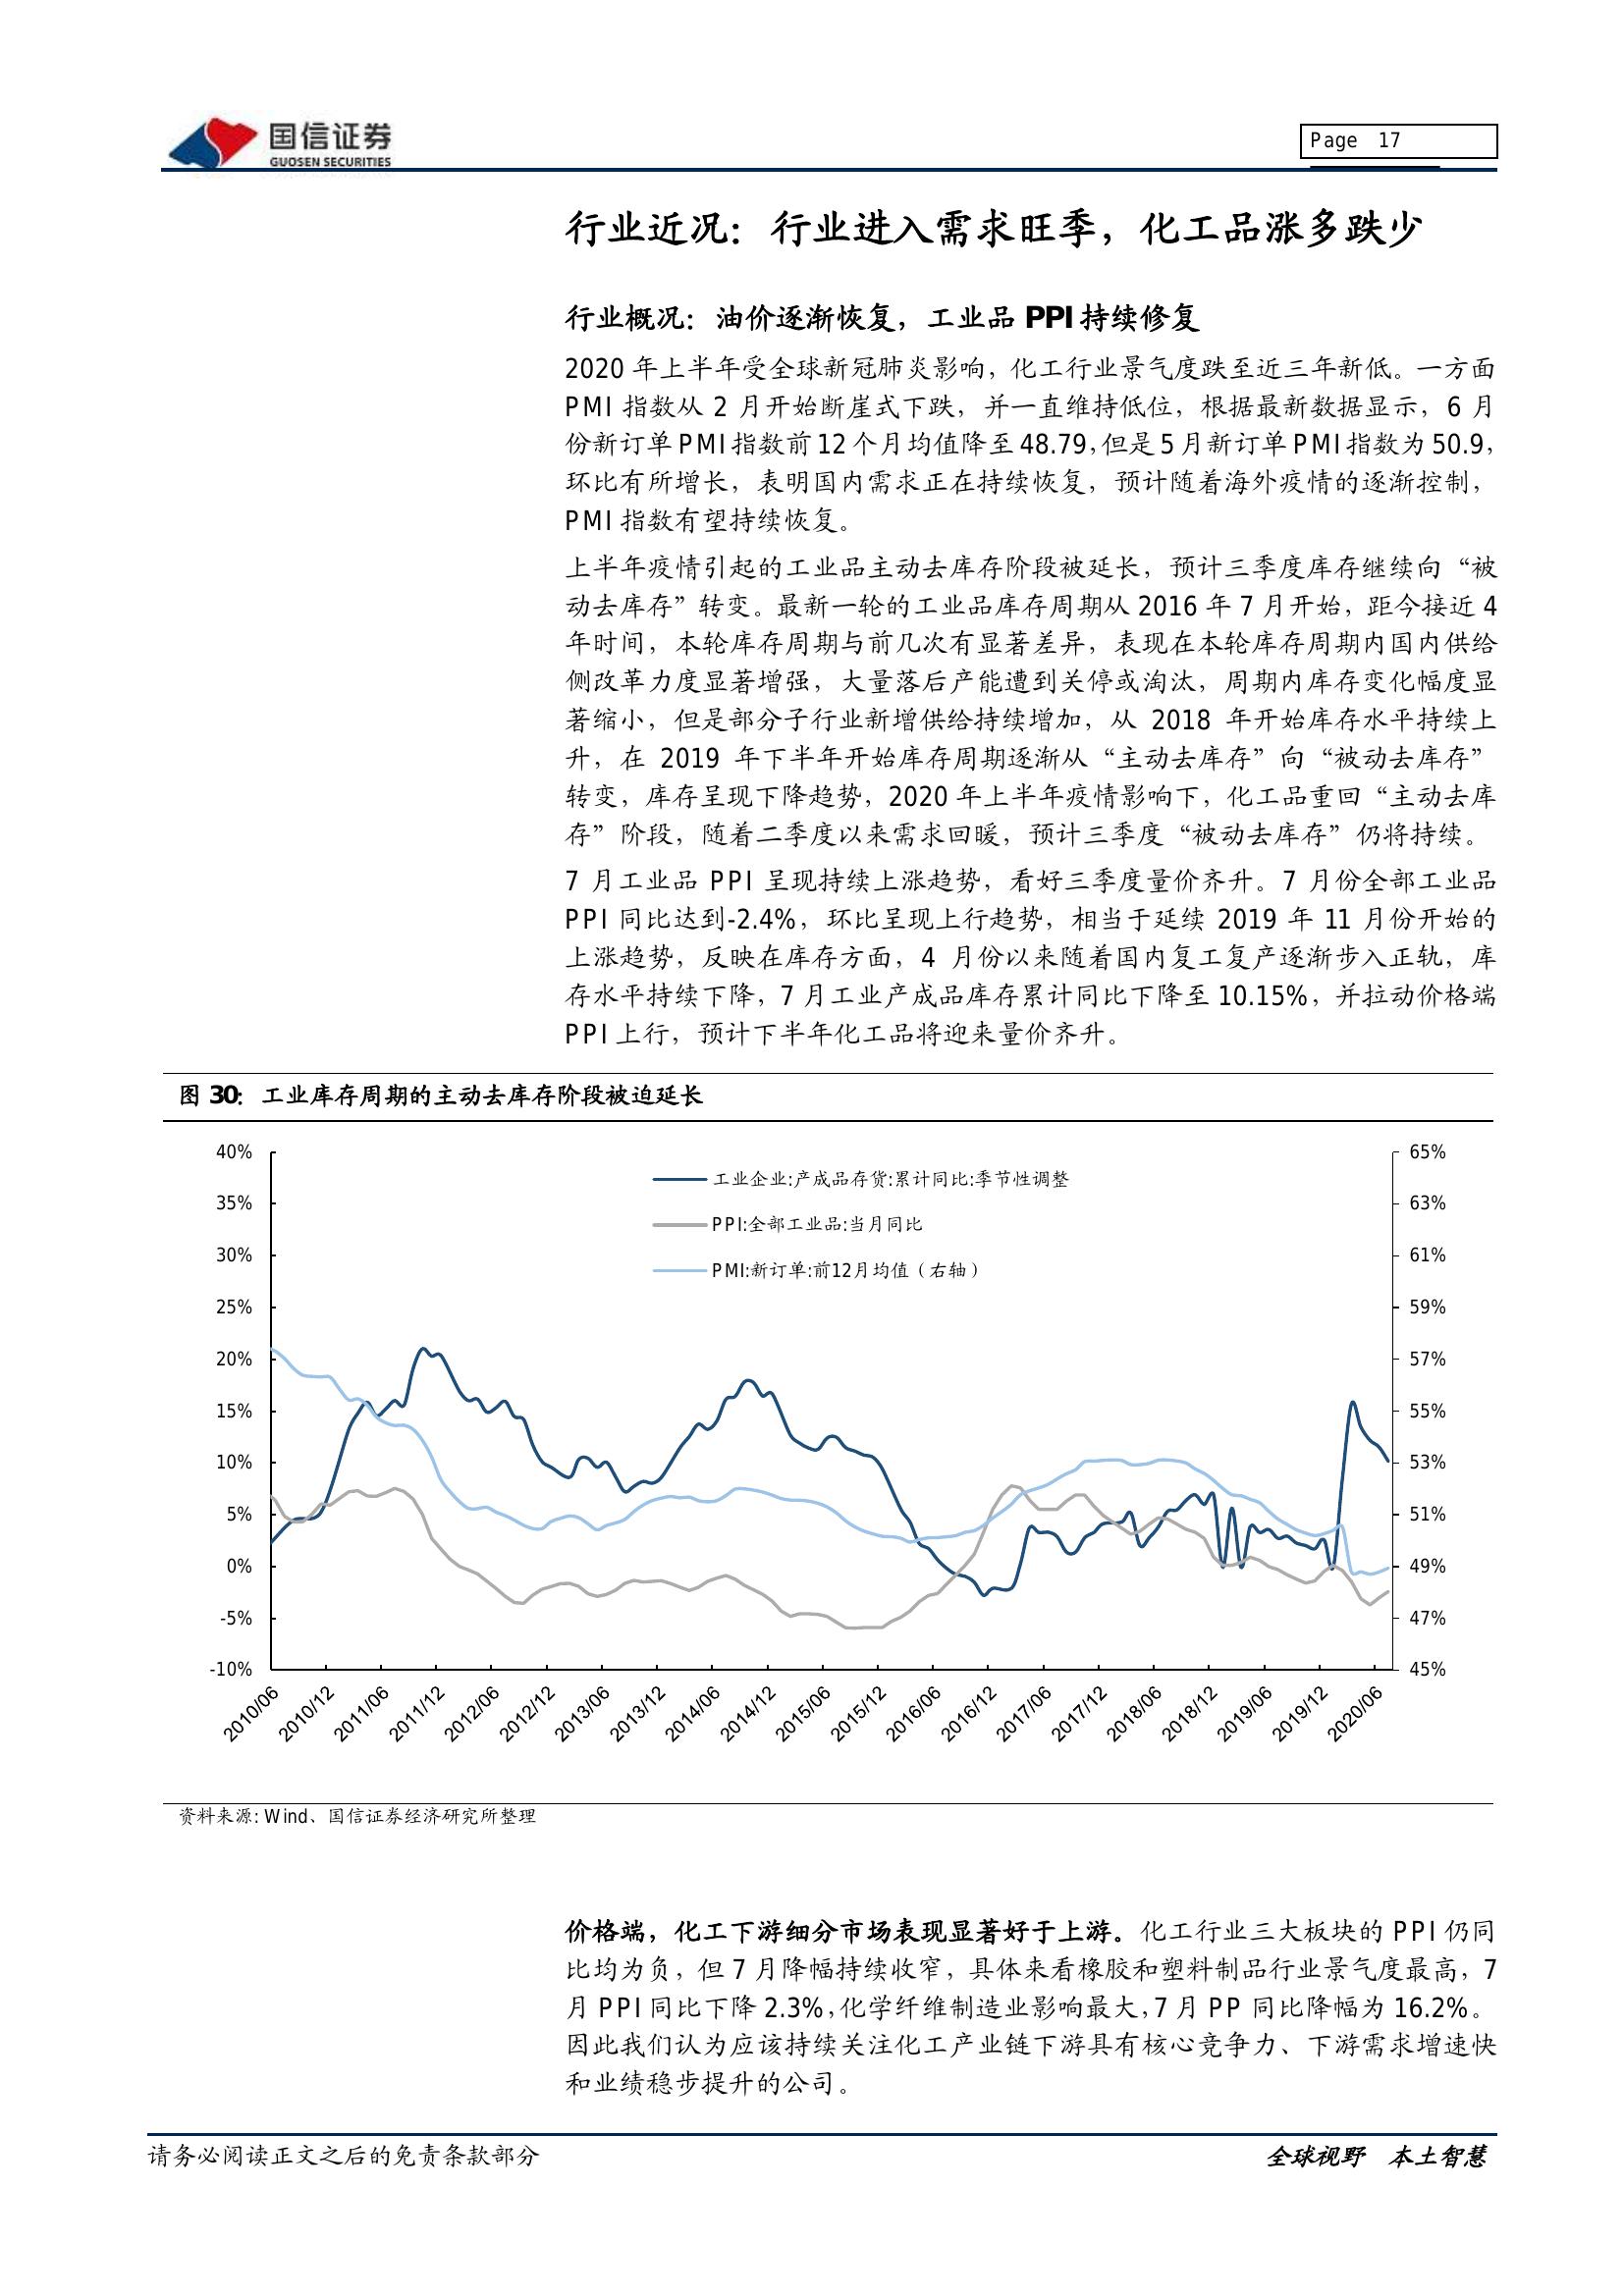 国信证券
GUOSEN SECURITIES
Page 17
行业近况：行业进入需求旺季，化工品涨多跌少
行业概况：油价逐渐恢复，工业品 PPI 持续修复
2020 年上半年受全球新冠肺炎影响，化工行业景气度跌至近三年新低。一方面
PMI 指数从 2 月开始断崖式下跌，并一直维持低位，根据最新数据显示，6 月
份新订单 PMI 指数前 12 个月均值降至 48.79，但是 5 月新订单 PMI 指数为 50.9，
环比有所增长，表明国内需求正在持续恢复，预计随着海外疫情的逐渐控制，
PMI 指数有望持续恢复。
上半年疫情引起的工业品主动去库存阶段被延长，预计三季度库存继续向“被
动去库存”转变。最新一轮的工业品库存周期从 2016 年 7 月开始，距今接近 4
年时间，本轮库存周期与前几次有显著差异，表现在本轮库存周期内国内供给
侧改革力度显著增强，大量落后产能遭到关停或淘汰，周期内库存变化幅度显
著缩小，但是部分子行业新增供给持续增加，从 2018 年开始库存水平持续上
升，在 2019 年下半年开始库存周期逐渐从“主动去库存”向“被动去库存”
转变，库存呈现下降趋势，2020 年上半年疫情影响下，化工品重回“主动去库
存”阶段，随着二季度以来需求回暖，预计三季度“被动去库存”仍将持续。
7 月工业品 PPI 呈现持续上涨趋势，看好三季度量价齐升。7 月份全部工业品
PPI 同比达到-2.4%，环比呈现上行趋势，相当于延续 2019 年 11 月份开始的
上涨趋势，反映在库存方面，4 月份以来随着国内复工复产逐渐步入正轨，库
存水平持续下降，7 月工业产成品库存累计同比下降至 10.15%，并拉动价格端
PPI 上行，预计下半年化工品将迎来量价齐升。
图 30：工业库存周期的主动去库存阶段被迫延长
40%
35%
30%
25%
20%
15%
10%
5%
0%
-5%
-10%
工业企业:产成品存货:累计同比:季节性调整
PPI:全部工业品:当月同比
PMI:新订单:前12月均值（右轴）
65%
63%
61%
59%
57%
55%
53%
51%
49%
47%
45%
2010/06
2010/12
2011/06
2011/12
2012/06
2012/12
2013/06
2013/12
2014/06
2014/12
2015/06
2015/12
2016/06
2016/12
2017/06
2017/12
2018/06
2018/12
2019/06
2019/12
2020/06
资料来源: Wind、国信证券经济研究所整理
价格端，化工下游细分市场表现显著好于上游。化工行业三大板块的 PPI 仍同
比均为负，但 7 月降幅持续收窄，具体来看橡胶和塑料制品行业景气度最高，7
月 PPI 同比下降 2.3%，化学纤维制造业影响最大，7 月 PP 同比降幅为 16.2%。
因此我们认为应该持续关注化工产业链下游具有核心竞争力、下游需求增速快
和业绩稳步提升的公司。
请务必阅读正文之后的免责条款部分
全球视野 本土智慧